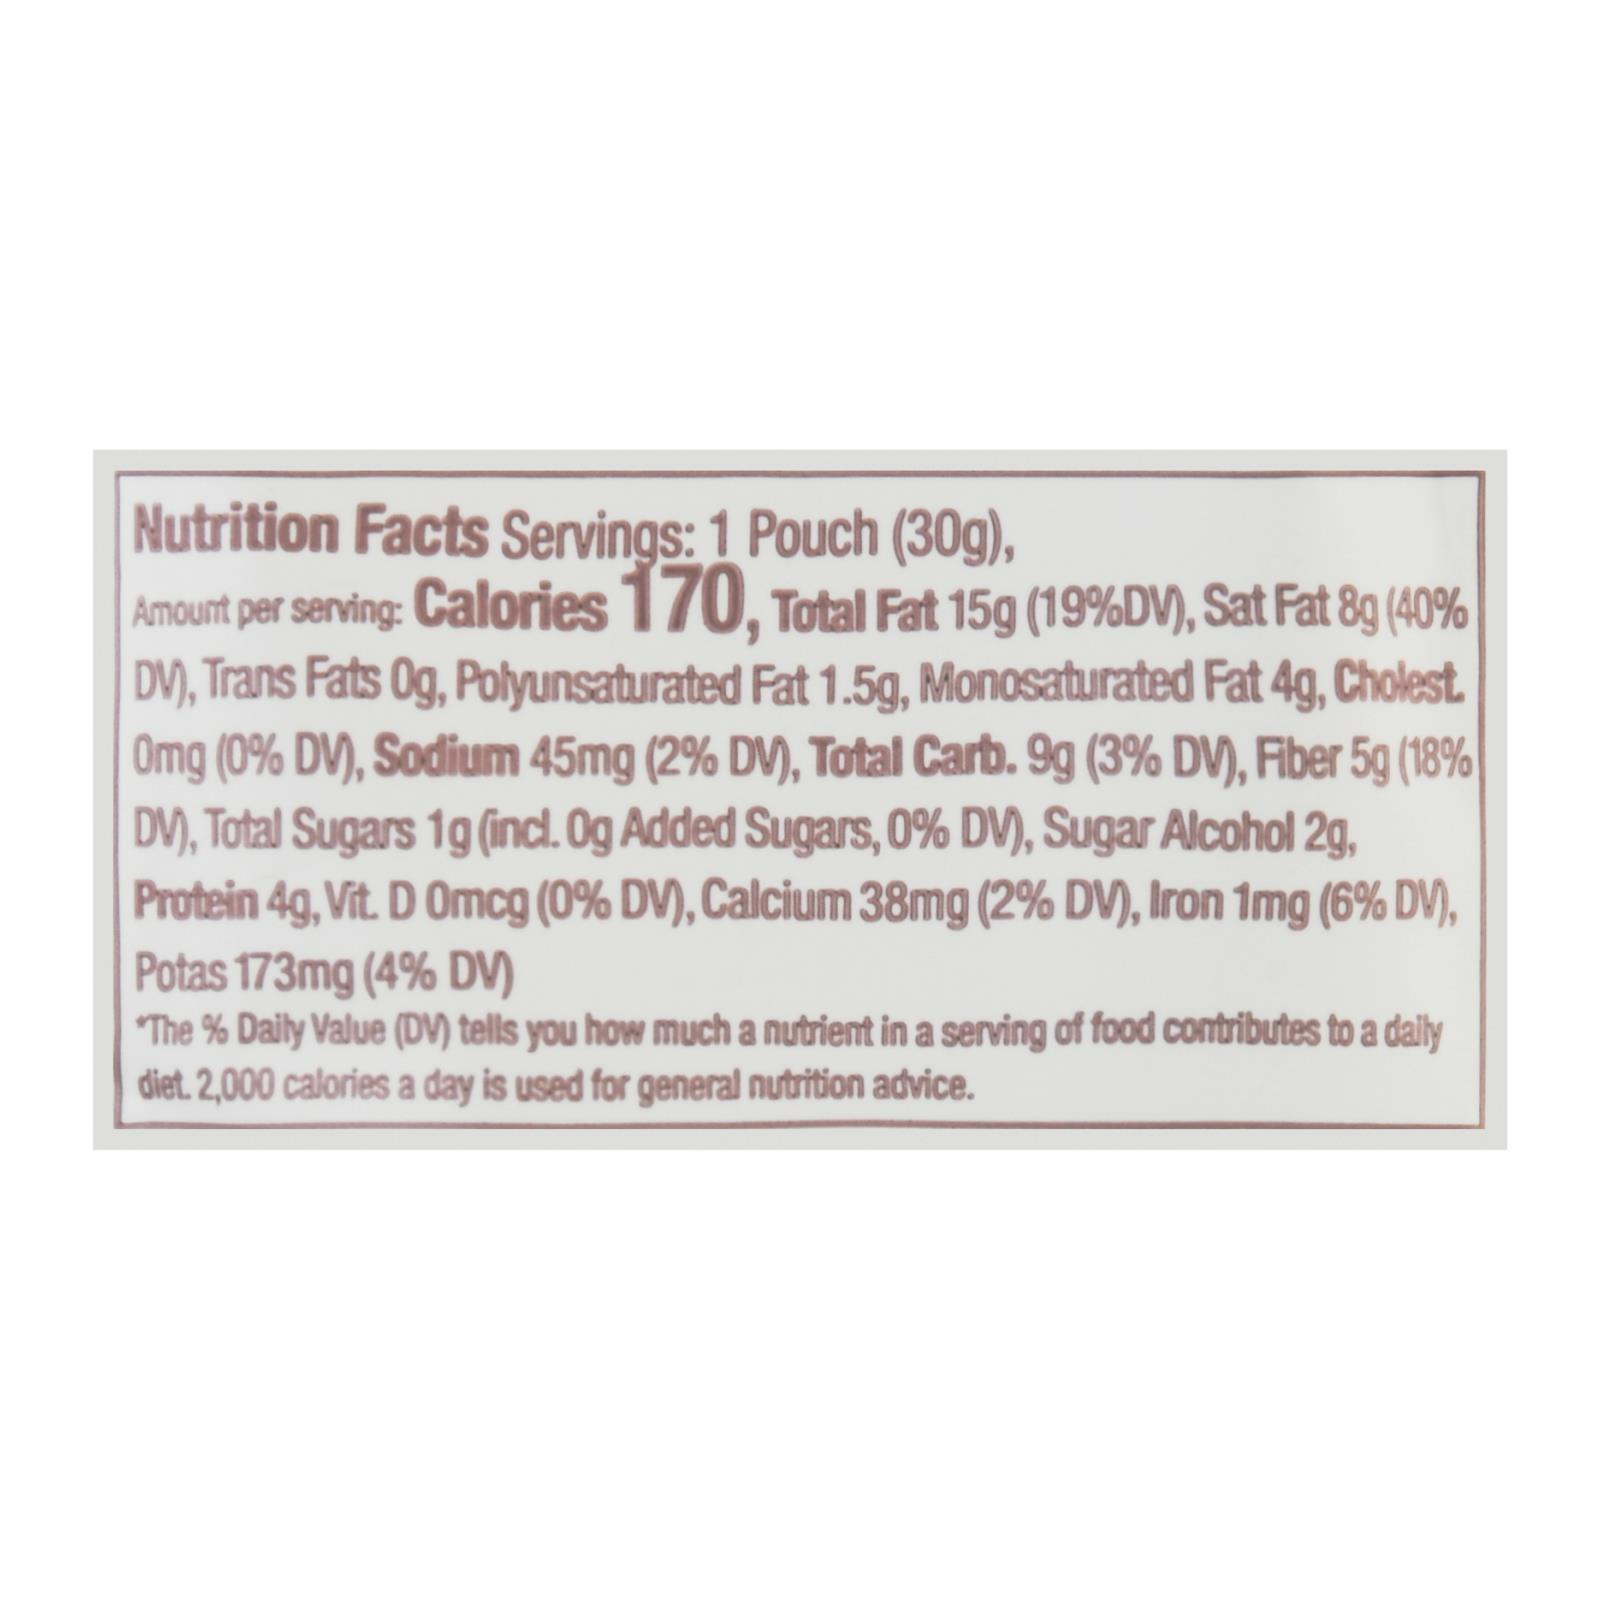 Nutrition Facts Servings: 1 Pouch (30g),
Amount per serving: Calories 170, Total Fat 15g (19%DV), Sat Fat 8g (40%
DV), Trans Fats 0g, Polyunsaturated Fat 1.5g, Monosaturated Fat 4g, Cholest.
0mg (0% DV), Sodium 45mg (2% DV), Total Carb. 9g (3% DV), Fiber 5g (18%
DV), Total Sugars 1g (incl. 0g Added Sugars, 0% DV), Sugar Alcohol 2g,
Protein 4g, Vit. D 0mcg (0% DV), Calcium 38mg (2% DV), Iron 1mg (6% DV),
Potas 173mg (4% DV)
*The % Daily Value (DV) tells you how much a nutrient in a serving of food contributes to a daily
diet. 2,000 calories a day is used for general nutrition advice.